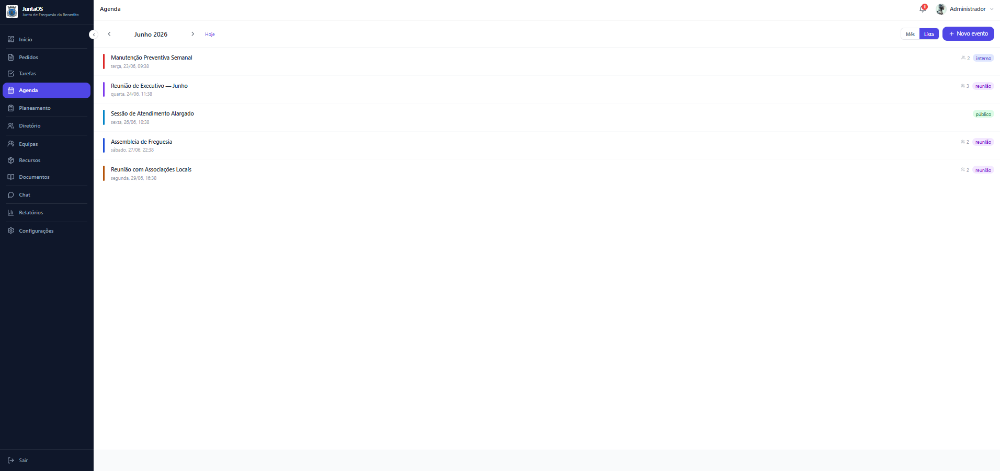 JuntaOS
Junta de Freguesia da Benedita
Início
Pedidos
Tarefas
Agenda
Planeamento
Diretório
Equipas
Recursos
Documentos
Chat
Relatórios
Configurações
Sair
Agenda
1
Administrador
Junho 2026
Hoje
Mês
Lista
+ Novo evento
Manutenção Preventiva Semanal
terça, 23/06, 09:38
2
interno
Reunião de Executivo — Junho
quarta, 24/06, 11:38
3
reunião
Sessão de Atendimento Alargado
sexta, 26/06, 10:38
público
Assembleia de Freguesia
sábado, 27/06, 22:38
2
reunião
Reunião com Associações Locais
segunda, 29/06, 16:38
2
reunião